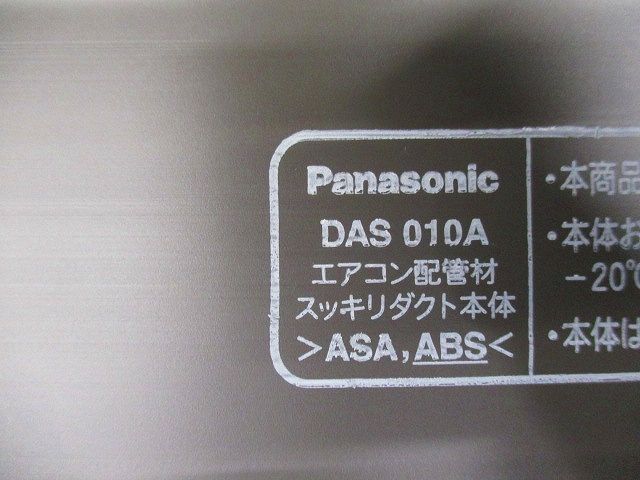 Panasonic
DAS 010A
エアコン配管材
スッキリダクト本体
>ASA,ABS<
・本商品
・本体お
−20℃
・本体は